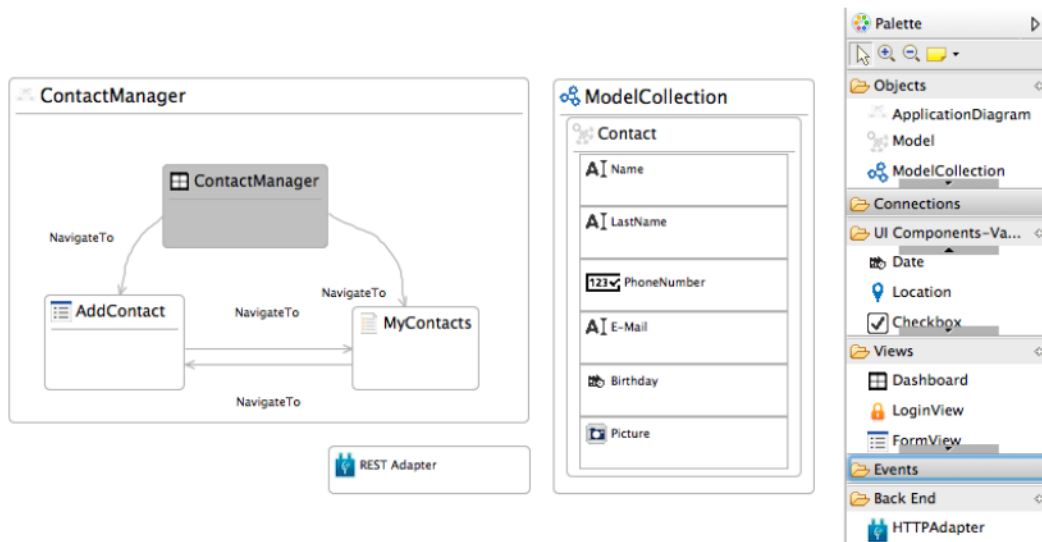 ContactManager
ContactManager
NavigateTo
NavigateTo
AddContact
NavigateTo
MyContacts
NavigateTo
REST Adapter
ModelCollection
Contact
A Name
A LastName
123 PhoneNumber
A E-Mail
Birthday
Picture
Palette
Objects
ApplicationDiagram
Model
ModelCollection
Connections
UI Components-Va...
Date
Location
Checkbox
Views
Dashboard
LoginView
FormView
Events
Back End
HTTPAdapter